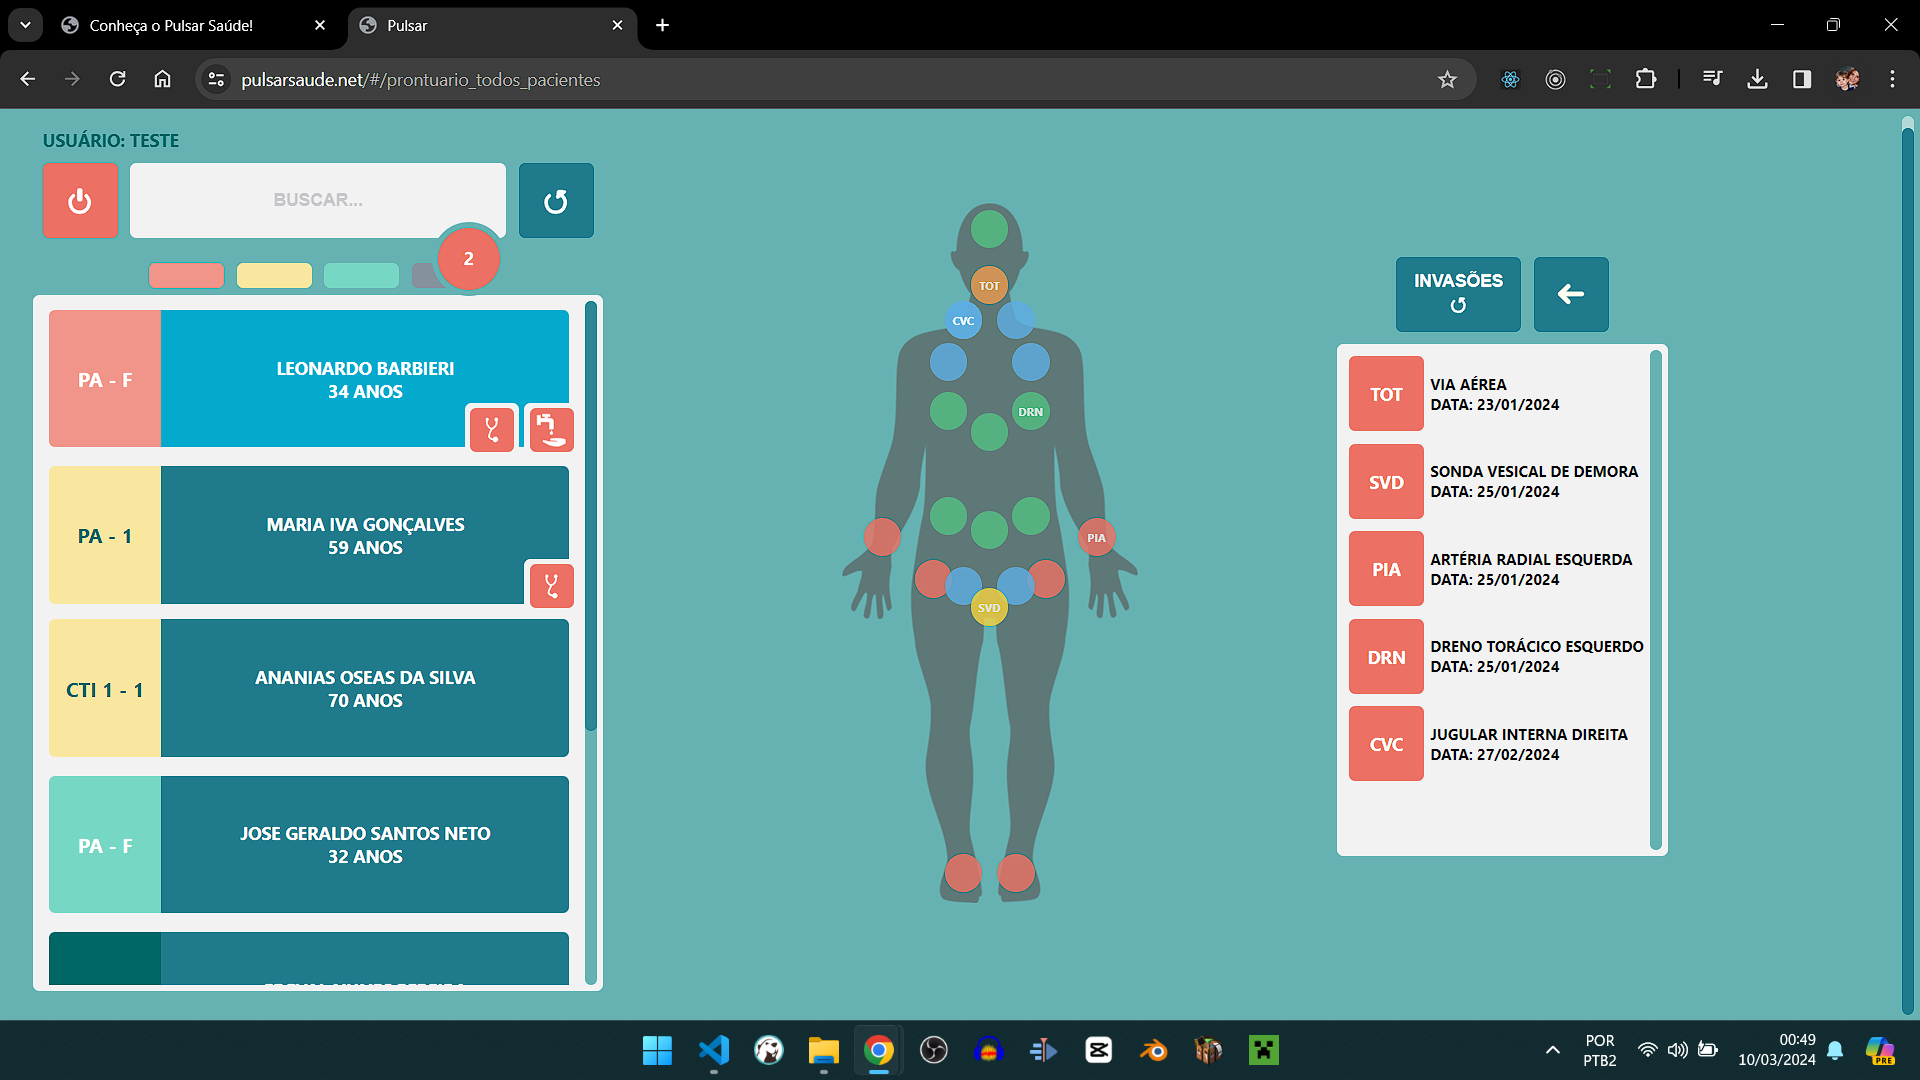 Conheça o Pulsar Saúde!
Pulsar
pulsarsaude.net/#/prontuario_todos_pacientes
USUÁRIO: TESTE
BUSCAR...
2
PA - F
LEONARDO BARBIERI
34 ANOS
PA - 1
MARIA IVA GONÇALVES
59 ANOS
CTI 1 - 1
ANANIAS OSEAS DA SILVA
70 ANOS
PA - F
JOSE GERALDO SANTOS NETO
32 ANOS
TOT
CVC
DRN
PIA
SVD
INVASÕES
TOT
VIA AÉREA
DATA: 23/01/2024
SVD
SONDA VESICAL DE DEMORA
DATA: 25/01/2024
PIA
ARTÉRIA RADIAL ESQUERDA
DATA: 25/01/2024
DRN
DRENO TORÁCICO ESQUERDO
DATA: 25/01/2024
CVC
JUGULAR INTERNA DIREITA
DATA: 27/02/2024
POR
PTB2
00:49
10/03/2024
PRE